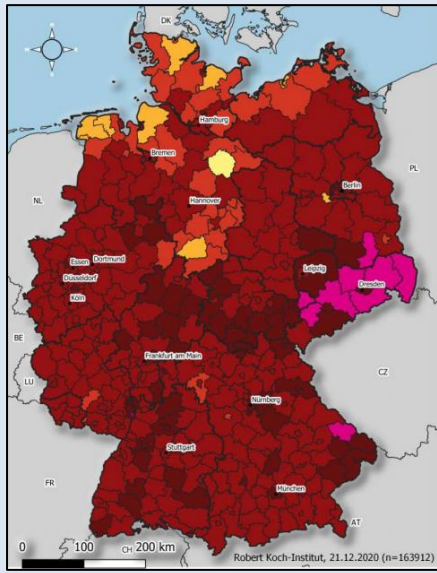 DK
Hamburg
Bremen
PL
Berlin
NL
Hannover
Essen
Dortmund
Düsseldorf
Leipzig
Dresden
Köln
BE
Frankfurt am Main
LU
CZ
Nürnberg
Stuttgart
FR
München
AT
0 100 CH 200 km
Robert Koch-Institut, 21.12.2020 (n=163912)